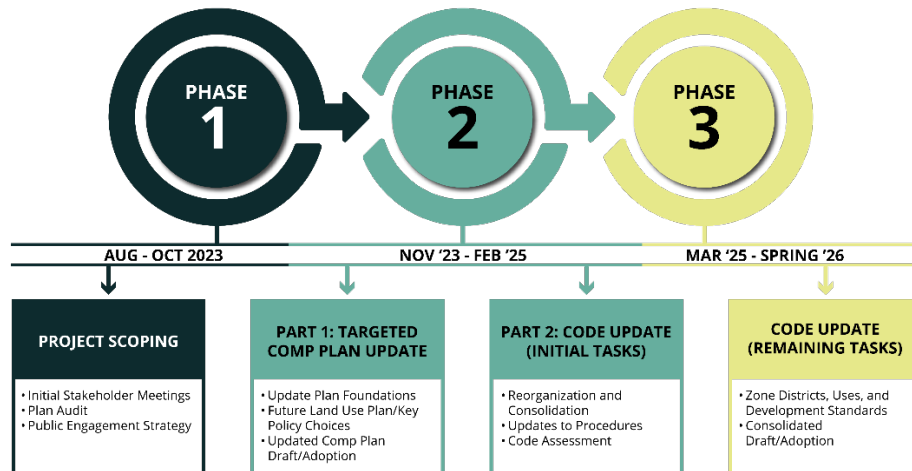 PHASE
1
PHASE
2
PHASE
3
AUG - OCT 2023
NOV ‘23 - FEB ‘25
MAR ‘25 - SPRING ‘26
PROJECT SCOPING
• Initial Stakeholder Meetings
• Plan Audit
• Public Engagement Strategy
PART 1: TARGETED
COMP PLAN UPDATE
• Update Plan Foundations
• Future Land Use Plan/Key
Policy Choices
• Updated Comp Plan
Draft/Adoption
PART 2: CODE UPDATE
(INITIAL TASKS)
• Reorganization and
Consolidation
• Updates to Procedures
• Code Assessment
CODE UPDATE
(REMAINING TASKS)
• Zone Districts, Uses, and
Development Standards
• Consolidated
Draft/Adoption